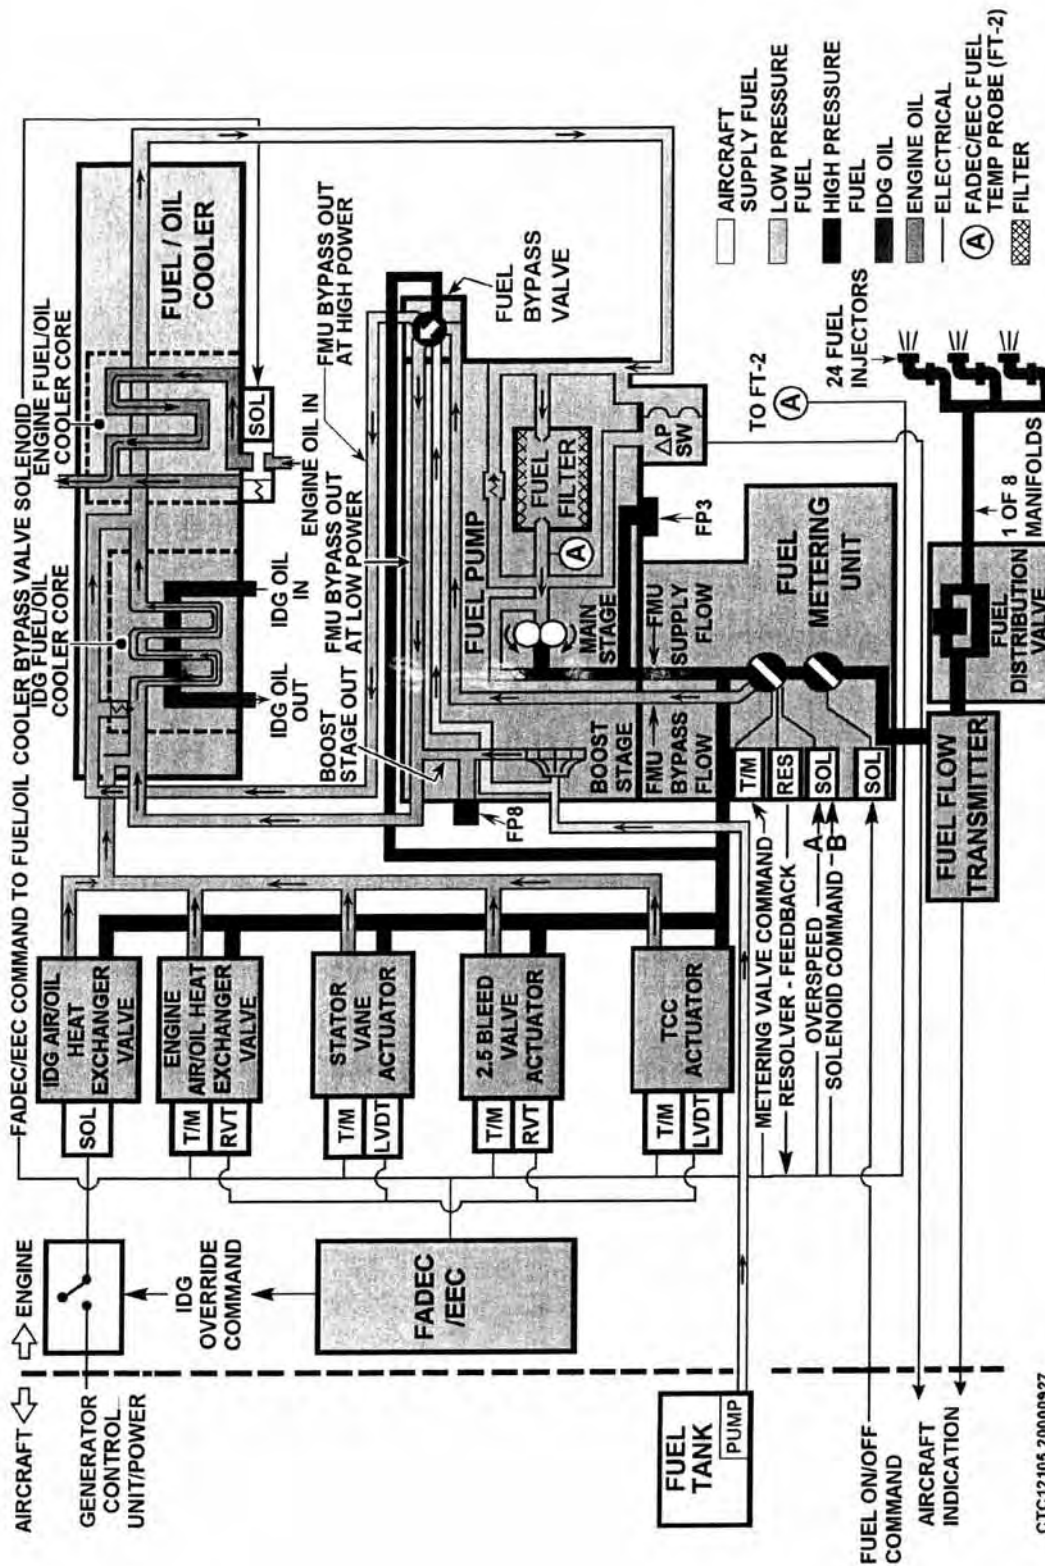 AIRCRAFT
ENGINE
GENERATOR
CONTROL
UNIT/POWER
IDG
OVERRIDE
COMMAND
FADEC
/EEC
FUEL
TANK
PUMP
FUEL ON/OFF
COMMAND
AIRCRAFT
INDICATION
FADEC/EEC COMMAND TO FUEL/OIL COOLER BYPASS VALVE SOLENOID
SOL
IDG AIR/OIL
HEAT
EXCHANGER
VALVE
T/M
RVT
ENGINE
AIR/OIL HEAT
EXCHANGER
VALVE
T/M
LVDT
STATOR
VANE
ACTUATOR
T/M
RVT
2.5 BLEED
VALVE
ACTUATOR
T/M
LVDT
TCC
ACTUATOR
METERING VALVE COMMAND
RESOLVER - FEEDBACK
OVERSPEED A
SOLENOID COMMAND B
IDG FUEL/OIL
COOLER CORE
IDG OIL
OUT
IDG OIL
IN
ENGINE FUEL/OIL
COOLER CORE
FUEL / OIL
COOLER
SOL
ENGINE OIL IN
FMU BYPASS OUT
AT HIGH POWER
FMU BYPASS OUT
AT LOW POWER
BOOST
STAGE OUT
FUEL
BYPASS
VALVE
FP8
FUEL PUMP
FUEL
FILTER
A
ΔP
SW
FP3
MAIN
STAGE
BOOST
STAGE
FMU
SUPPLY
FLOW
FMU
BYPASS
FLOW
FUEL
METERING
UNIT
T/M
RES
SOL
SOL
TO FT-2
A
FUEL FLOW
TRANSMITTER
FUEL
DISTRIBUTION
VALVE
1 OF 8
MANIFOLDS
24 FUEL
INJECTORS
AIRCRAFT
SUPPLY FUEL
LOW PRESSURE
FUEL
HIGH PRESSURE
FUEL
IDG OIL
ENGINE OIL
ELECTRICAL
A
FADEC/EEC FUEL
TEMP PROBE (FT-2)
FILTER
CTC12105 20000927